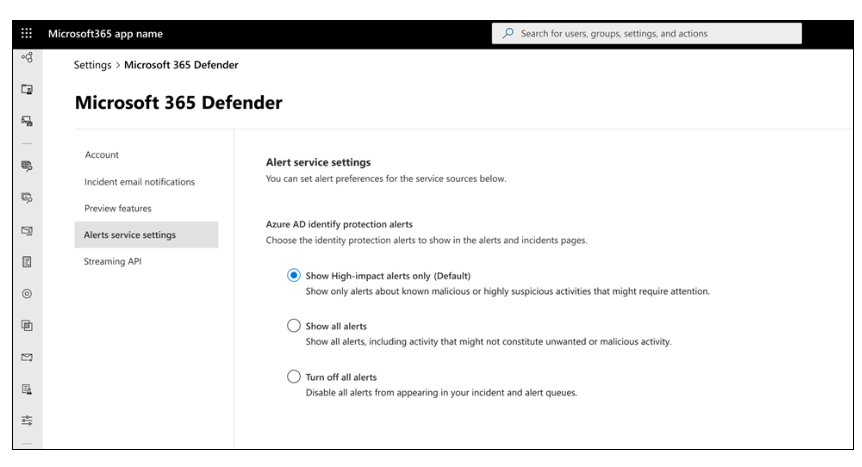 Microsoft365 app name
Search for users, groups, settings, and actions
Settings > Microsoft 365 Defender
Microsoft 365 Defender
Account
Incident email notifications
Preview features
Alerts service settings
Streaming API
Alert service settings
You can set alert preferences for the service sources below.
Azure AD identify protection alerts
Choose the identity protection alerts to show in the alerts and incidents pages.
Show High-impact alerts only (Default)
Show only alerts about known malicious or highly suspicious activities that might require attention.
Show all alerts
Show all alerts, including activity that might not constitute unwanted or malicious activity.
Turn off all alerts
Disable all alerts from appearing in your incident and alert queues.